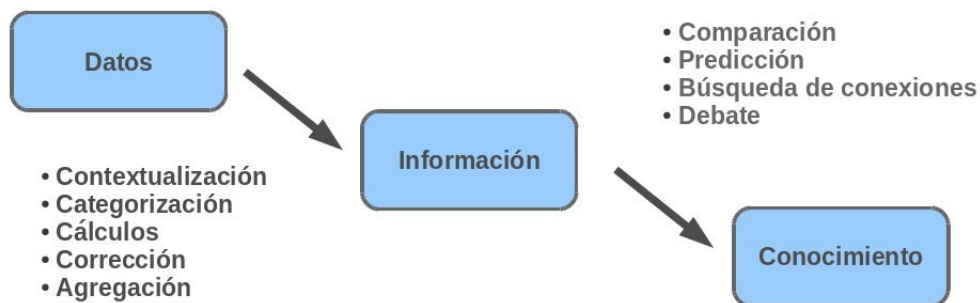 Datos
• Comparación
• Predicción
• Búsqueda de conexiones
• Debate
Información
• Contextualización
• Categorización
• Cálculos
• Corrección
• Agregación
Conocimiento